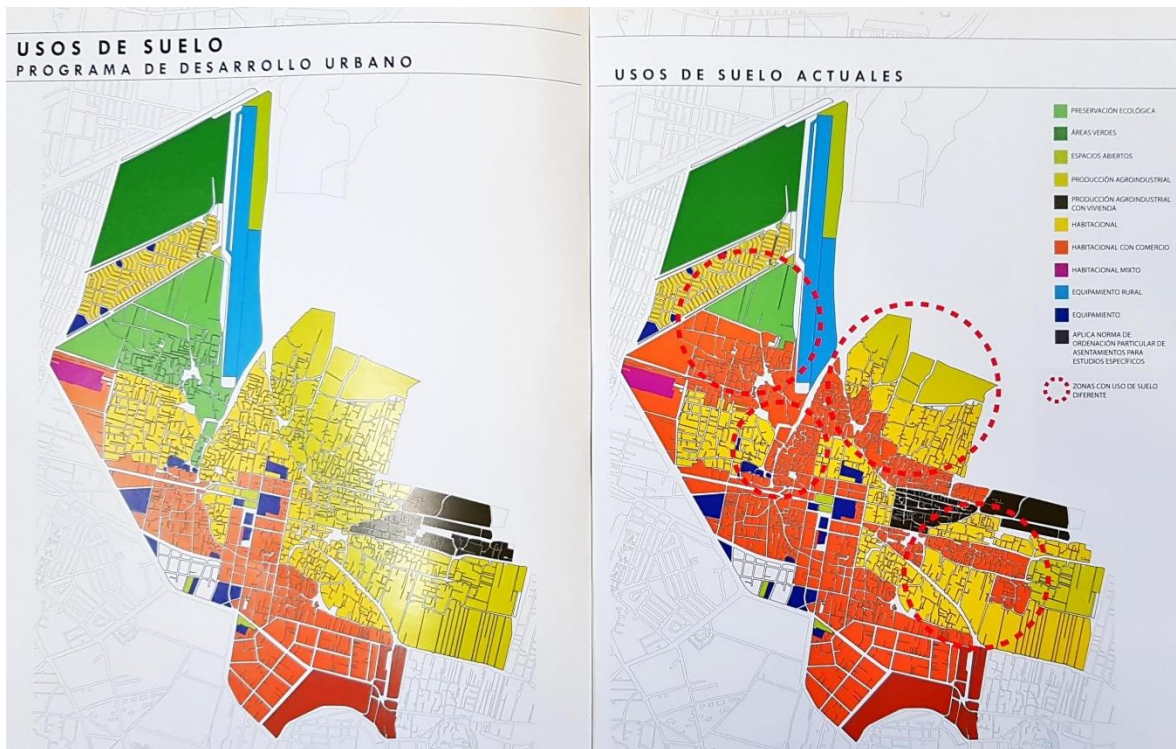 USOS DE SUELO
PROGRAMA DE DESARROLLO URBANO
USOS DE SUELO ACTUALES
PRESERVACIÓN ECOLÓGICA
ÁREAS VERDES
ESPACIOS ABIERTOS
PRODUCCIÓN AGROINDUSTRIAL
PRODUCCIÓN AGROINDUSTRIAL
CON VIVIENDA
HABITACIONAL
HABITACIONAL CON COMERCIO
HABITACIONAL MIXTO
EQUIPAMIENTO RURAL
EQUIPAMIENTO
APLICA NORMA DE
ORDENACIÓN PARTICULAR DE
ASENTAMIENTOS PARA
ESTUDIOS ESPECÍFICOS
ZONAS CON USO DE SUELO
DIFERENTE